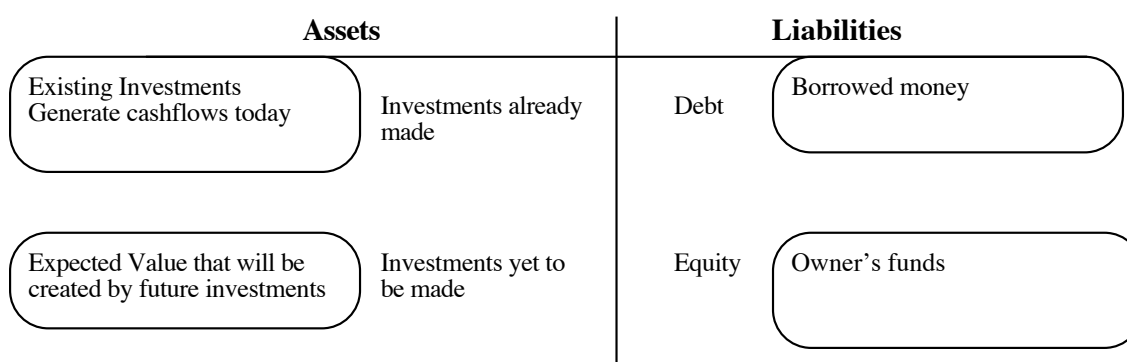 Assets
Liabilities
Existing Investments
Generate cashflows today
Investments already
made
Debt
Borrowed money
Expected Value that will be
created by future investments
Investments yet to
be made
Equity
Owner’s funds